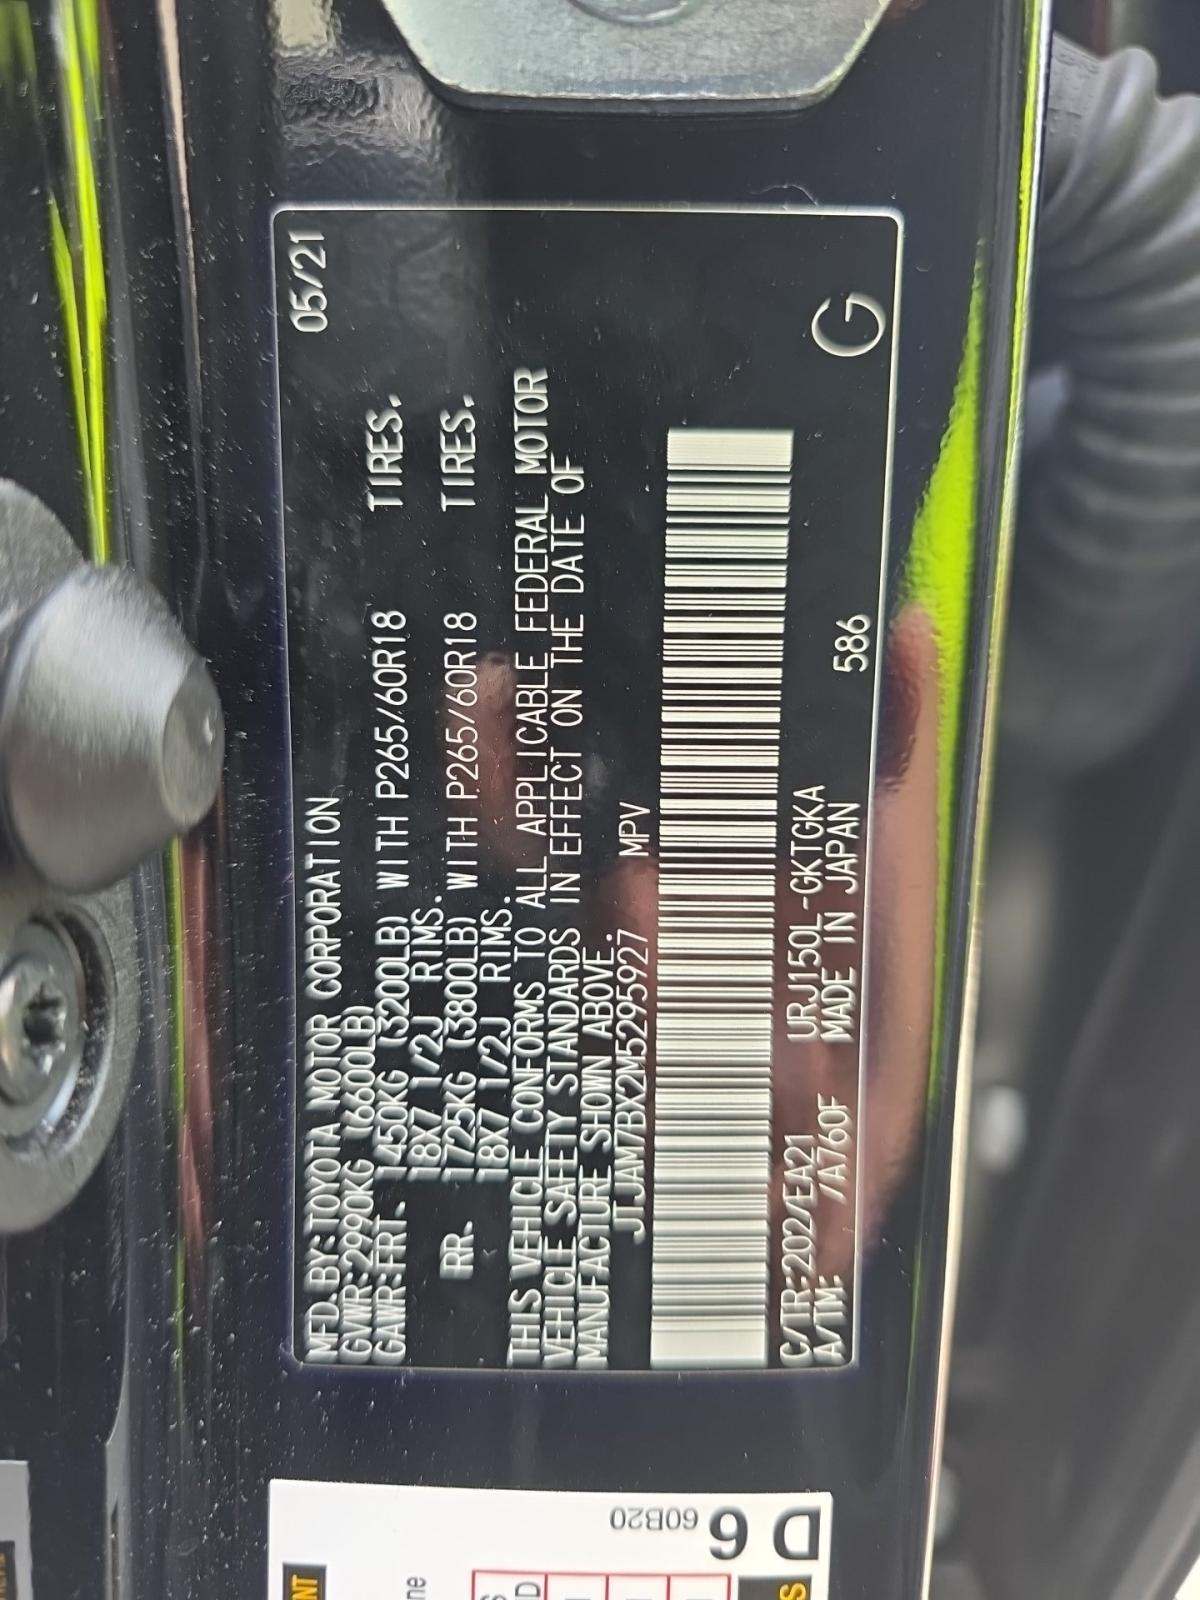 05/21
MFD.BY:TOYOTA MOTOR CORPORATION
GVWR:2990KG (6600LB)
GAWR:FRT. 1450KG (3200LB) WITH P265/60R18 TIRES.
18X7 1/2J RIMS.
RR. 1725KG (3800LB) WITH P265/60R18 TIRES.
18X7 1/2J RIMS.
THIS VEHICLE CONFORMS TO ALL APPLICABLE FEDERAL MOTOR
VEHICLE SAFETY STANDARDS IN EFFECT ON THE DATE OF
MANUFACTURE SHOWN ABOVE.
JTJAM7BX2M5295927 MPV
C/TR:202/EA21 URJ150L-GKTGKA
A/TM: /A760F MADE IN JAPAN 586
G
60B20
D 6